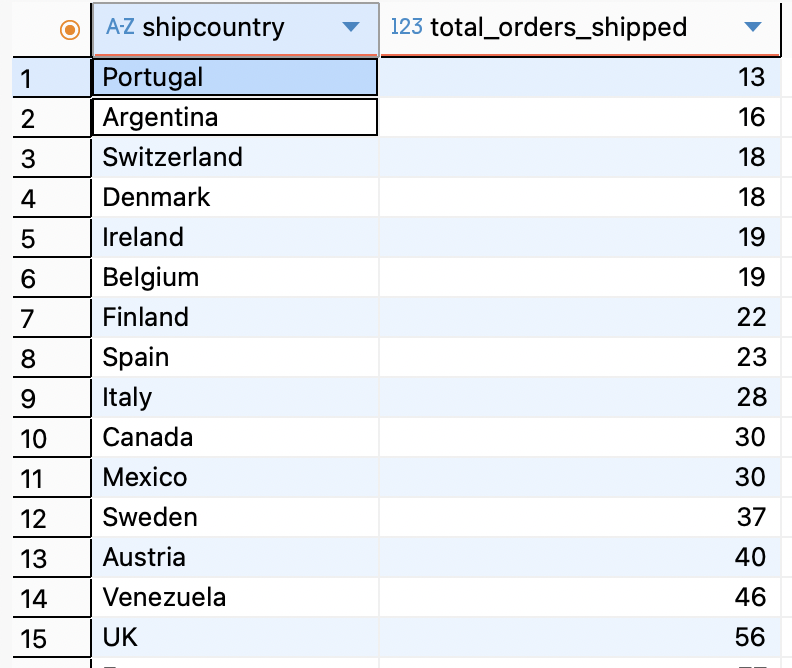 A-Z shipcountry 123 total_orders_shipped
1 Portugal 13
2 Argentina 16
3 Switzerland 18
4 Denmark 18
5 Ireland 19
6 Belgium 19
7 Finland 22
8 Spain 23
9 Italy 28
10 Canada 30
11 Mexico 30
12 Sweden 37
13 Austria 40
14 Venezuela 46
15 UK 56